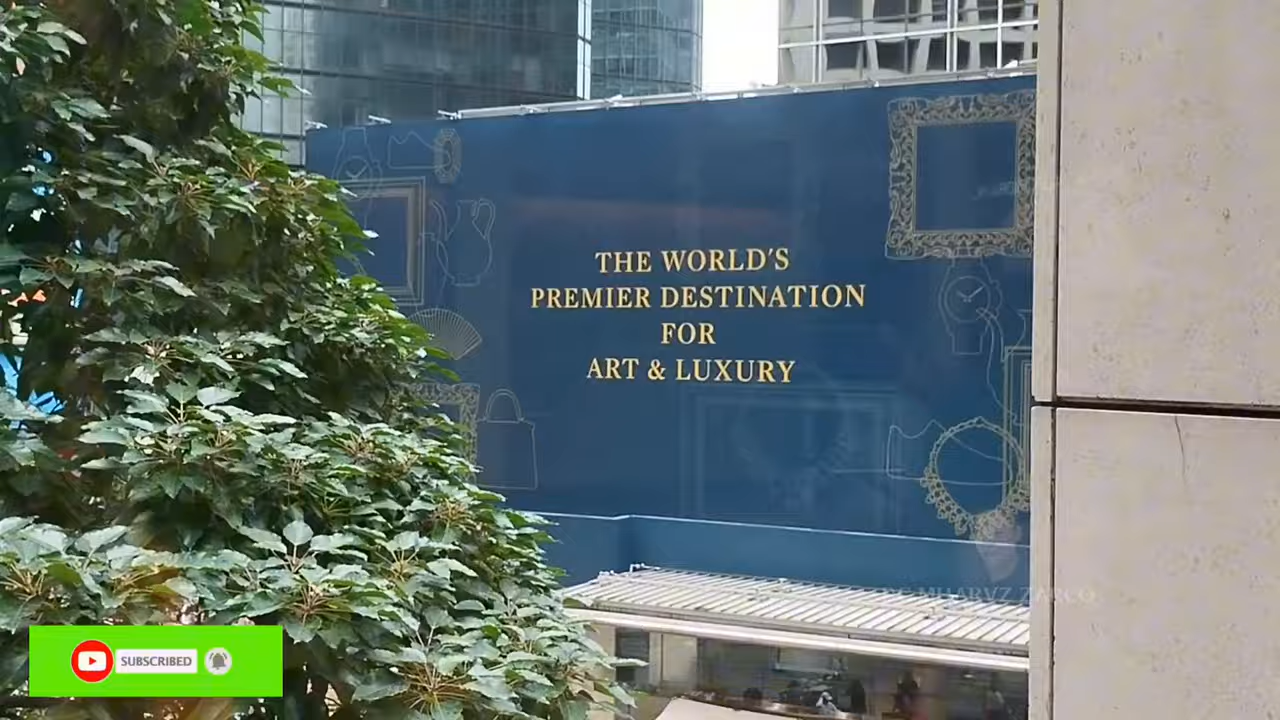 THE WORLD'S
PREMIER DESTINATION
FOR
ART & LUXURY
SUBSCRIBED